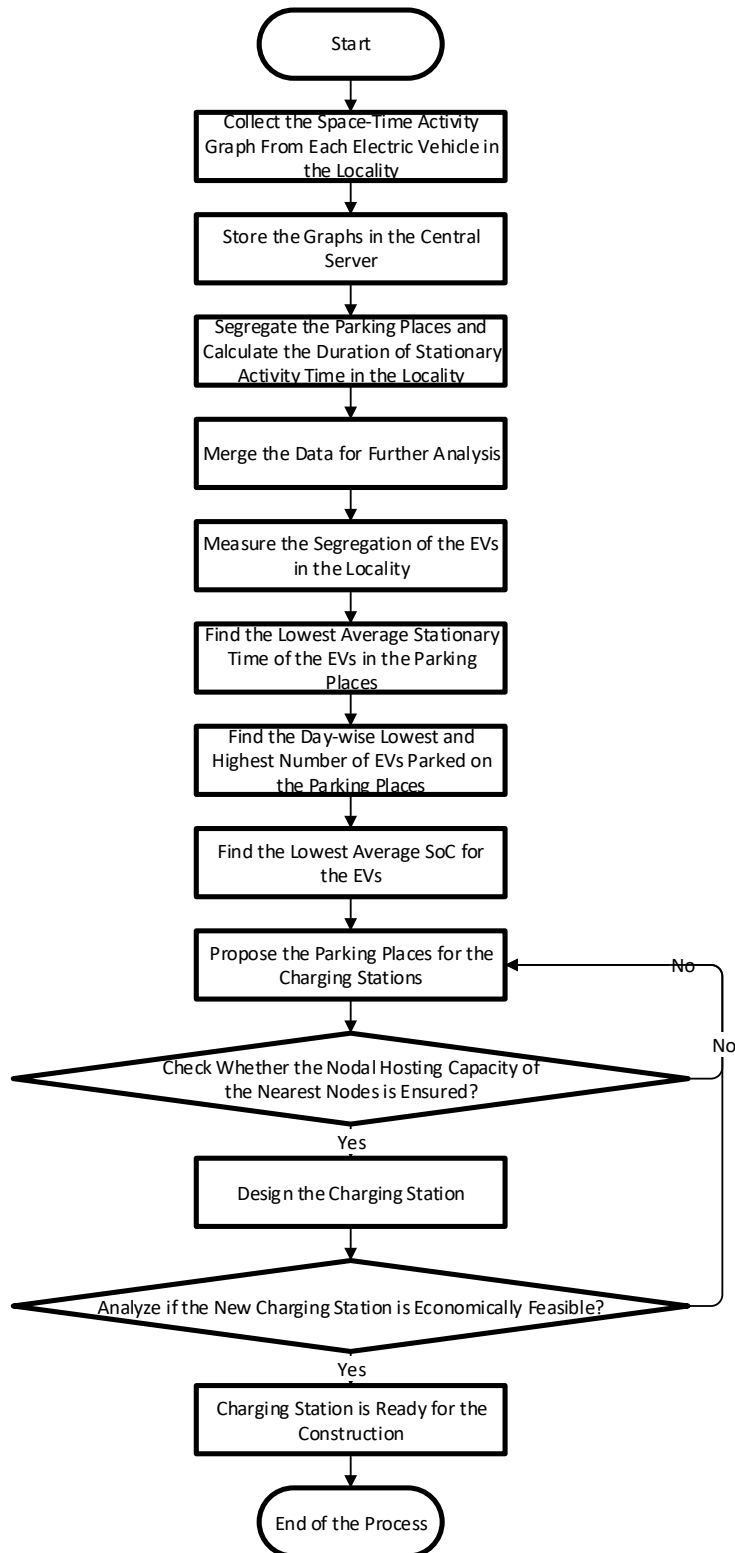 Start
Collect the Space-Time Activity
Graph From Each Electric Vehicle in
the Locality
Store the Graphs in the Central
Server
Segregate the Parking Places and
Calculate the Duration of Stationary
Activity Time in the Locality
Merge the Data for Further Analysis
Measure the Segregation of the EVs
in the Locality
Find the Lowest Average Stationary
Time of the EVs in the Parking
Places
Find the Day-wise Lowest and
Highest Number of EVs Parked on
the Parking Places
Find the Lowest Average SoC for
the EVs
Propose the Parking Places for the
Charging Stations
No
No
Check Whether the Nodal Hosting Capacity of
the Nearest Nodes is Ensured?
Yes
Design the Charging Station
Analyze if the New Charging Station is Economically Feasible?
Yes
Charging Station is Ready for the
Construction
End of the Process